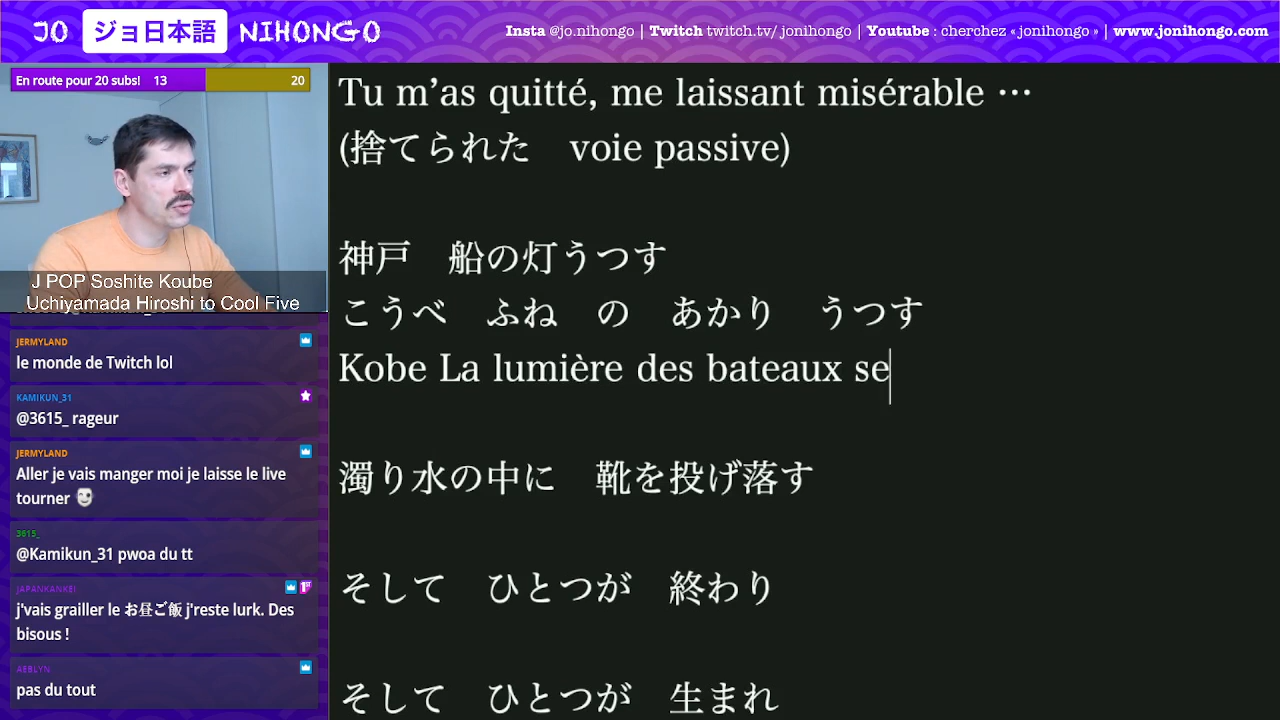 JO ジョ日本語 NIHONGO
Insta @jo.nihongo | Twitch twitch.tv/jonihongo | Youtube : cherchez « jonihongo » | www.jonihongo.com
En route pour 20 subs! 13 20
J POP Soshite Koube
Uchiyamada Hiroshi to Cool Five
JERMYLAND
le monde de Twitch lol
KAMIKUN_31
@3615_ rageur
JERMYLAND
Aller je vais manger moi je laisse le live
tourner
3615_
@Kamikun_31 pwoa du tt
JAPANKANKEI
j'vais grailler le お昼ご飯 j'reste lurk. Des
bisous !
AEBLYN
pas du tout
Tu m’as quitté, me laissant misérable …
(捨てられた　voie passive)
神戸　船の灯うつす
こうべ　ふね　の　あかり　うつす
Kobe La lumière des bateaux se
濁り水の中に　靴を投げ落す
そして　ひとつが　終わり
そして　ひとつが　生まれ